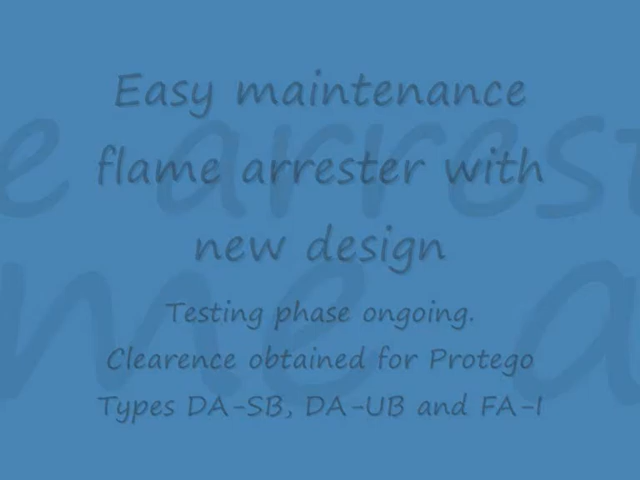 Easy maintenance
flame arrester with
new design
Testing phase ongoing.
Clearence obtained for Protego
Types DA-SB, DA-UB and FA-I